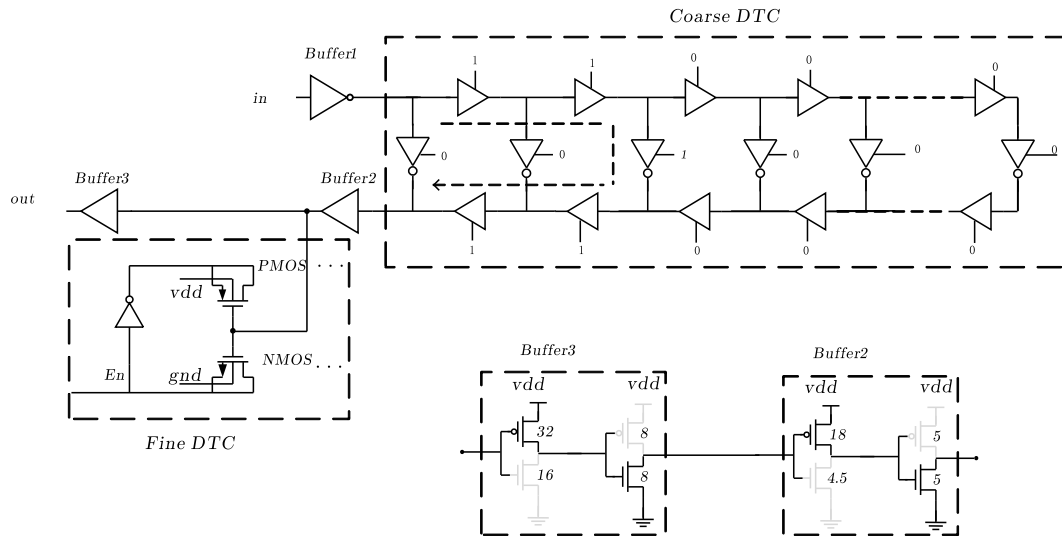 Coarse DTC
Buffer1
in
1
1
0
0
0
0
0
1
0
0
0
Buffer3
Buffer2
out
1
1
0
0
0
PMOS ...
vdd
NMOS ...
En
gnd
Fine DTC
Buffer3
Buffer2
vdd
vdd
vdd
vdd
32
8
18
5
16
8
4.5
5